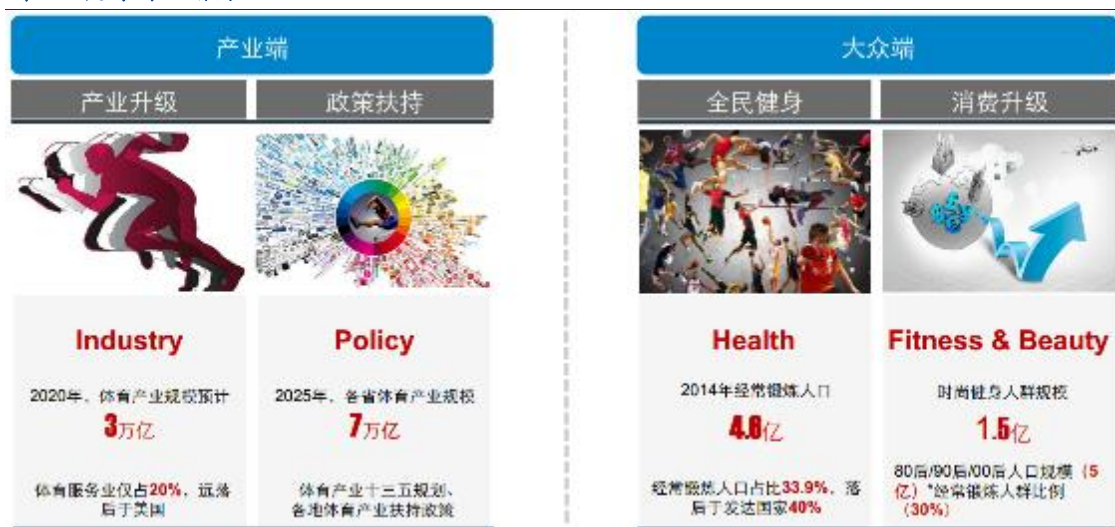 产业端
大众端
产业升级
政策扶持
全民健身
消费升级
Industry
Policy
Health
Fitness & Beauty
2020年，体育产业规模预计
3万亿
体育服务业仅占20%，远落
后于美国
2025年，各省体育产业规模
7万亿
体育产业十三五规划、
各地体育产业扶持政策
2014年经常锻炼人口
亿
经常锻炼人口占比33.9%，落
后于发达国家40%
时尚健身人群规模
1.5亿
80后/90后/00后人口规模（5
亿）*经常锻炼人群比例
（30%）